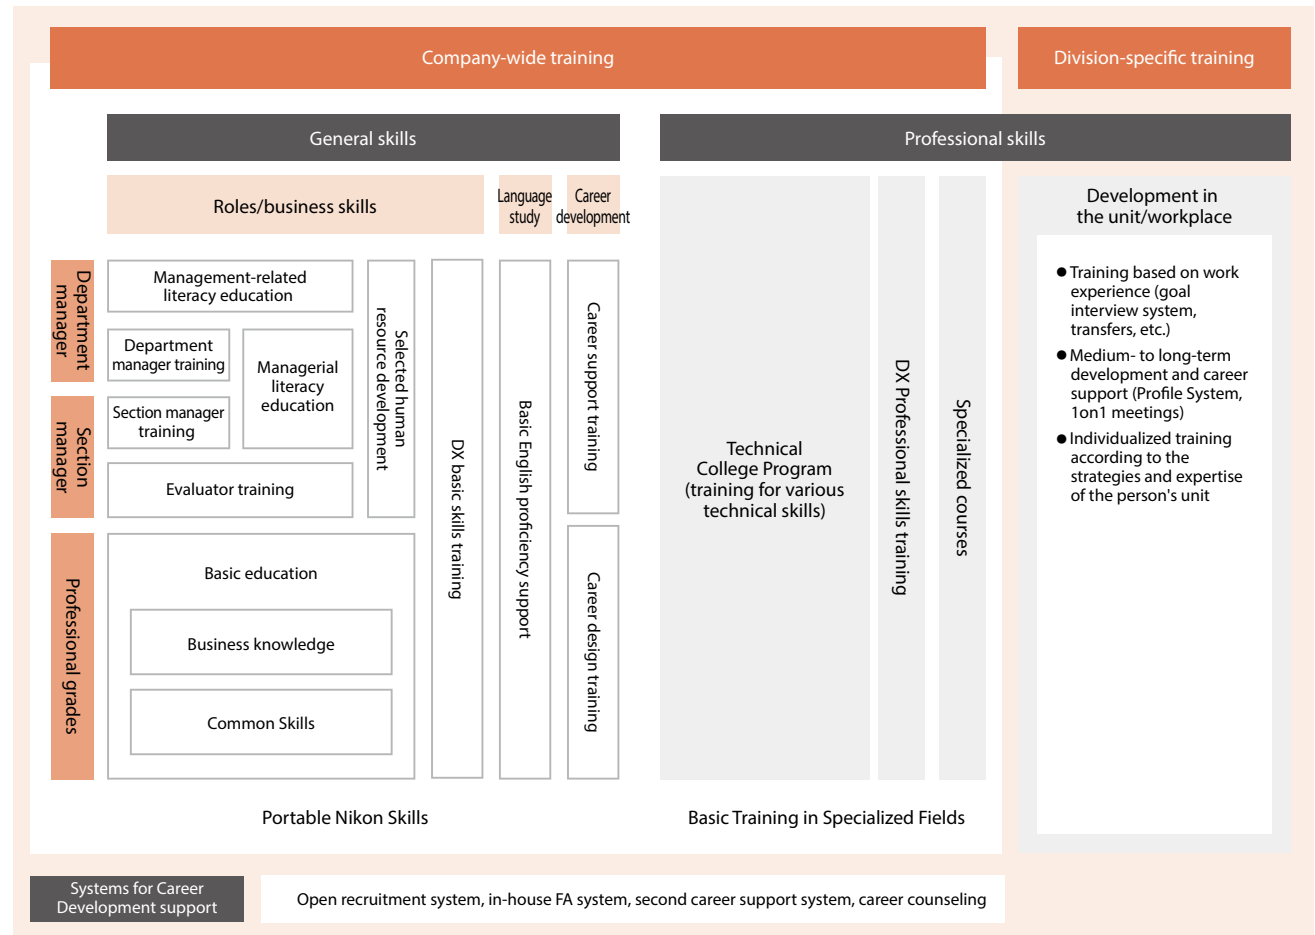 Company-wide training
Division-specific training
General skills
Professional skills
Roles/business skills
Language
study
Career
development
Development in
the unit/workplace
Department
manager
Section
manager
Professional grades
Management-related
literacy education
Department
manager training
Managerial
literacy
education
Section manager
training
Evaluator training
Selected human
resource development
Basic education
Business knowledge
Common Skills
DX basic skills training
Basic English proficiency support
Career support training
Career design training
Technical
College Program
(training for various
technical skills)
DX Professional skills training
Specialized courses
● Training based on work
experience (goal
interview system,
transfers, etc.)
● Medium- to long-term
development and career
support (Profile System,
1on1 meetings)
● Individualized training
according to the
strategies and expertise
of the person's unit
Portable Nikon Skills
Basic Training in Specialized Fields
Systems for Career
Development support
Open recruitment system, in-house FA system, second career support system, career counseling